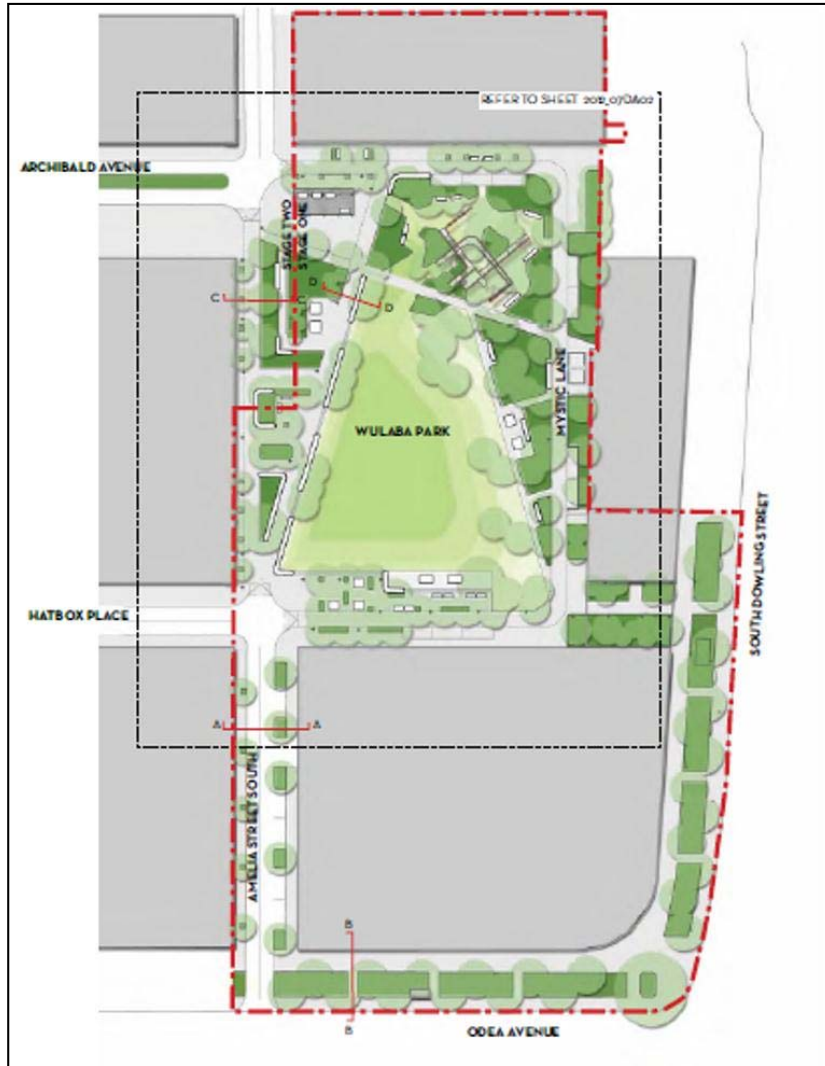 REFER TO SHEET 2012_07DA02
ARCHIBALD AVENUE
STAGE TWO
STAGE ONE
C
D
D
MYSTIC LANE
WULABA PARK
SOUTH DOWLING STREET
HATBOX PLACE
A
A
AMELIA STREET SOUTH
B
B
ODEA AVENUE